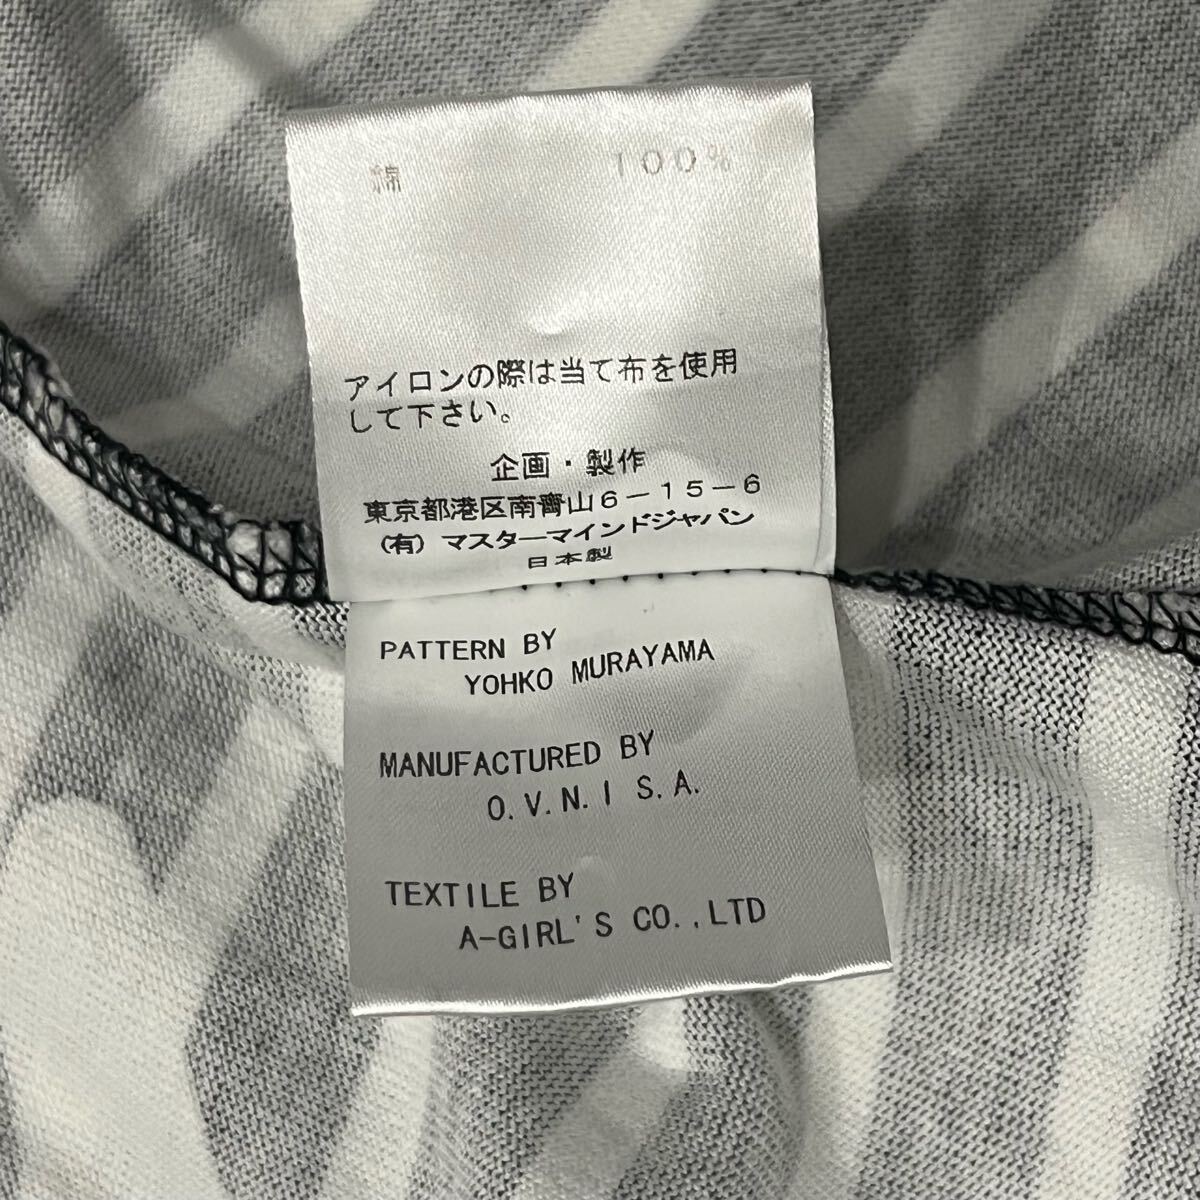 綿 100%
アイロンの際は当て布を使用
して下さい。
企画・製作
東京都港区南青山6-15-6
(有) マスターマインドジャパン
日本製
PATTERN BY
YOHKO MURAYAMA
MANUFACTURED BY
O.V.N.I S.A.
TEXTILE BY
A-GIRL'S CO.,LTD